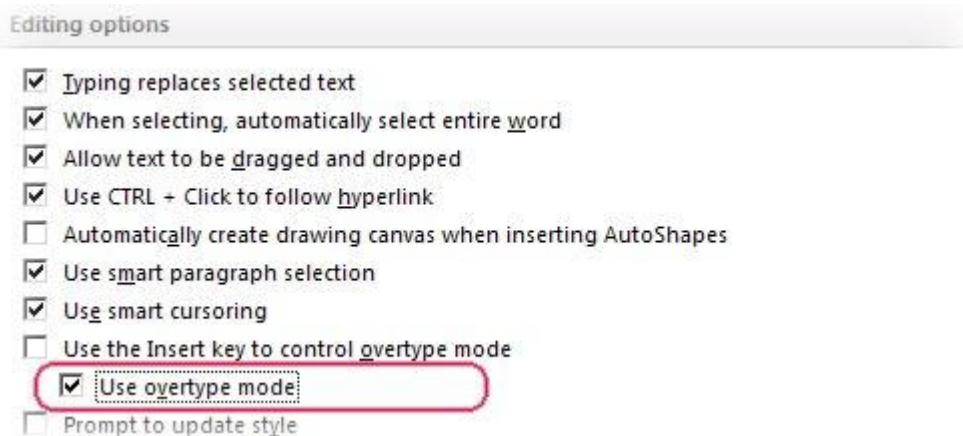 Editing options
Typing replaces selected text
When selecting, automatically select entire word
Allow text to be dragged and dropped
Use CTRL + Click to follow hyperlink
Automatically create drawing canvas when inserting AutoShapes
Use smart paragraph selection
Use smart cursoring
Use the Insert key to control overtype mode
Use overtype mode
Prompt to update style